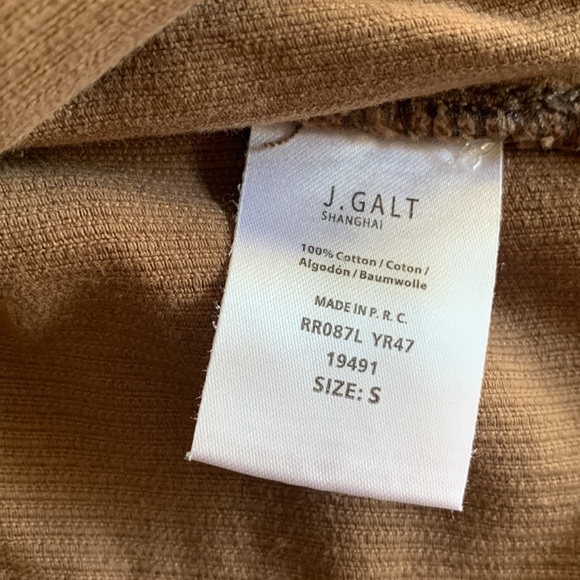 J.GALT
SHANGHAI
100% Cotton / Coton /
Algodón / Baumwolle
MADE IN P. R. C.
RR087L YR47
19491
SIZE: S